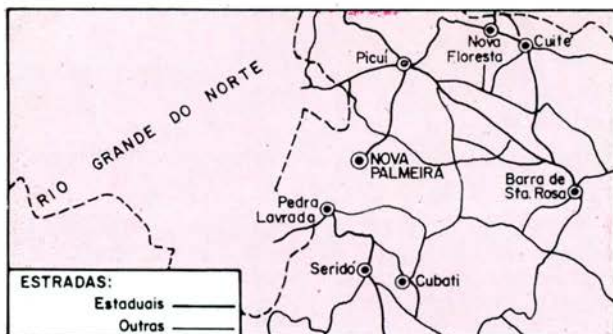 Picuí
Nova
Floresta
Cuité
RIO GRANDE DO NORTE
NOVA
PALMEIRA
Barra de
Sta. Rosa
Pedra
Lavrada
Seridó
Cubati
ESTRADAS:
Estaduais
Outras